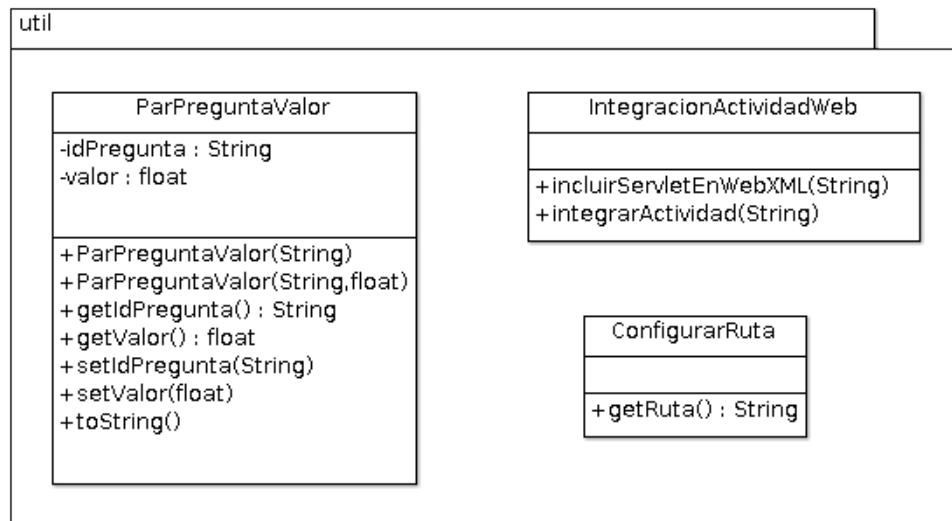 util
ParPreguntaValor
-idPregunta : String
-valor : float
+ParPreguntaValor(String)
+ParPreguntaValor(String,float)
+getIdPregunta() : String
+getValor() : float
+setIdPregunta(String)
+setValor(float)
+toString()
IntegracionActividadWeb
+incluirServletEnWebXML(String)
+integrarActividad(String)
ConfigurarRuta
+getRuta() : String